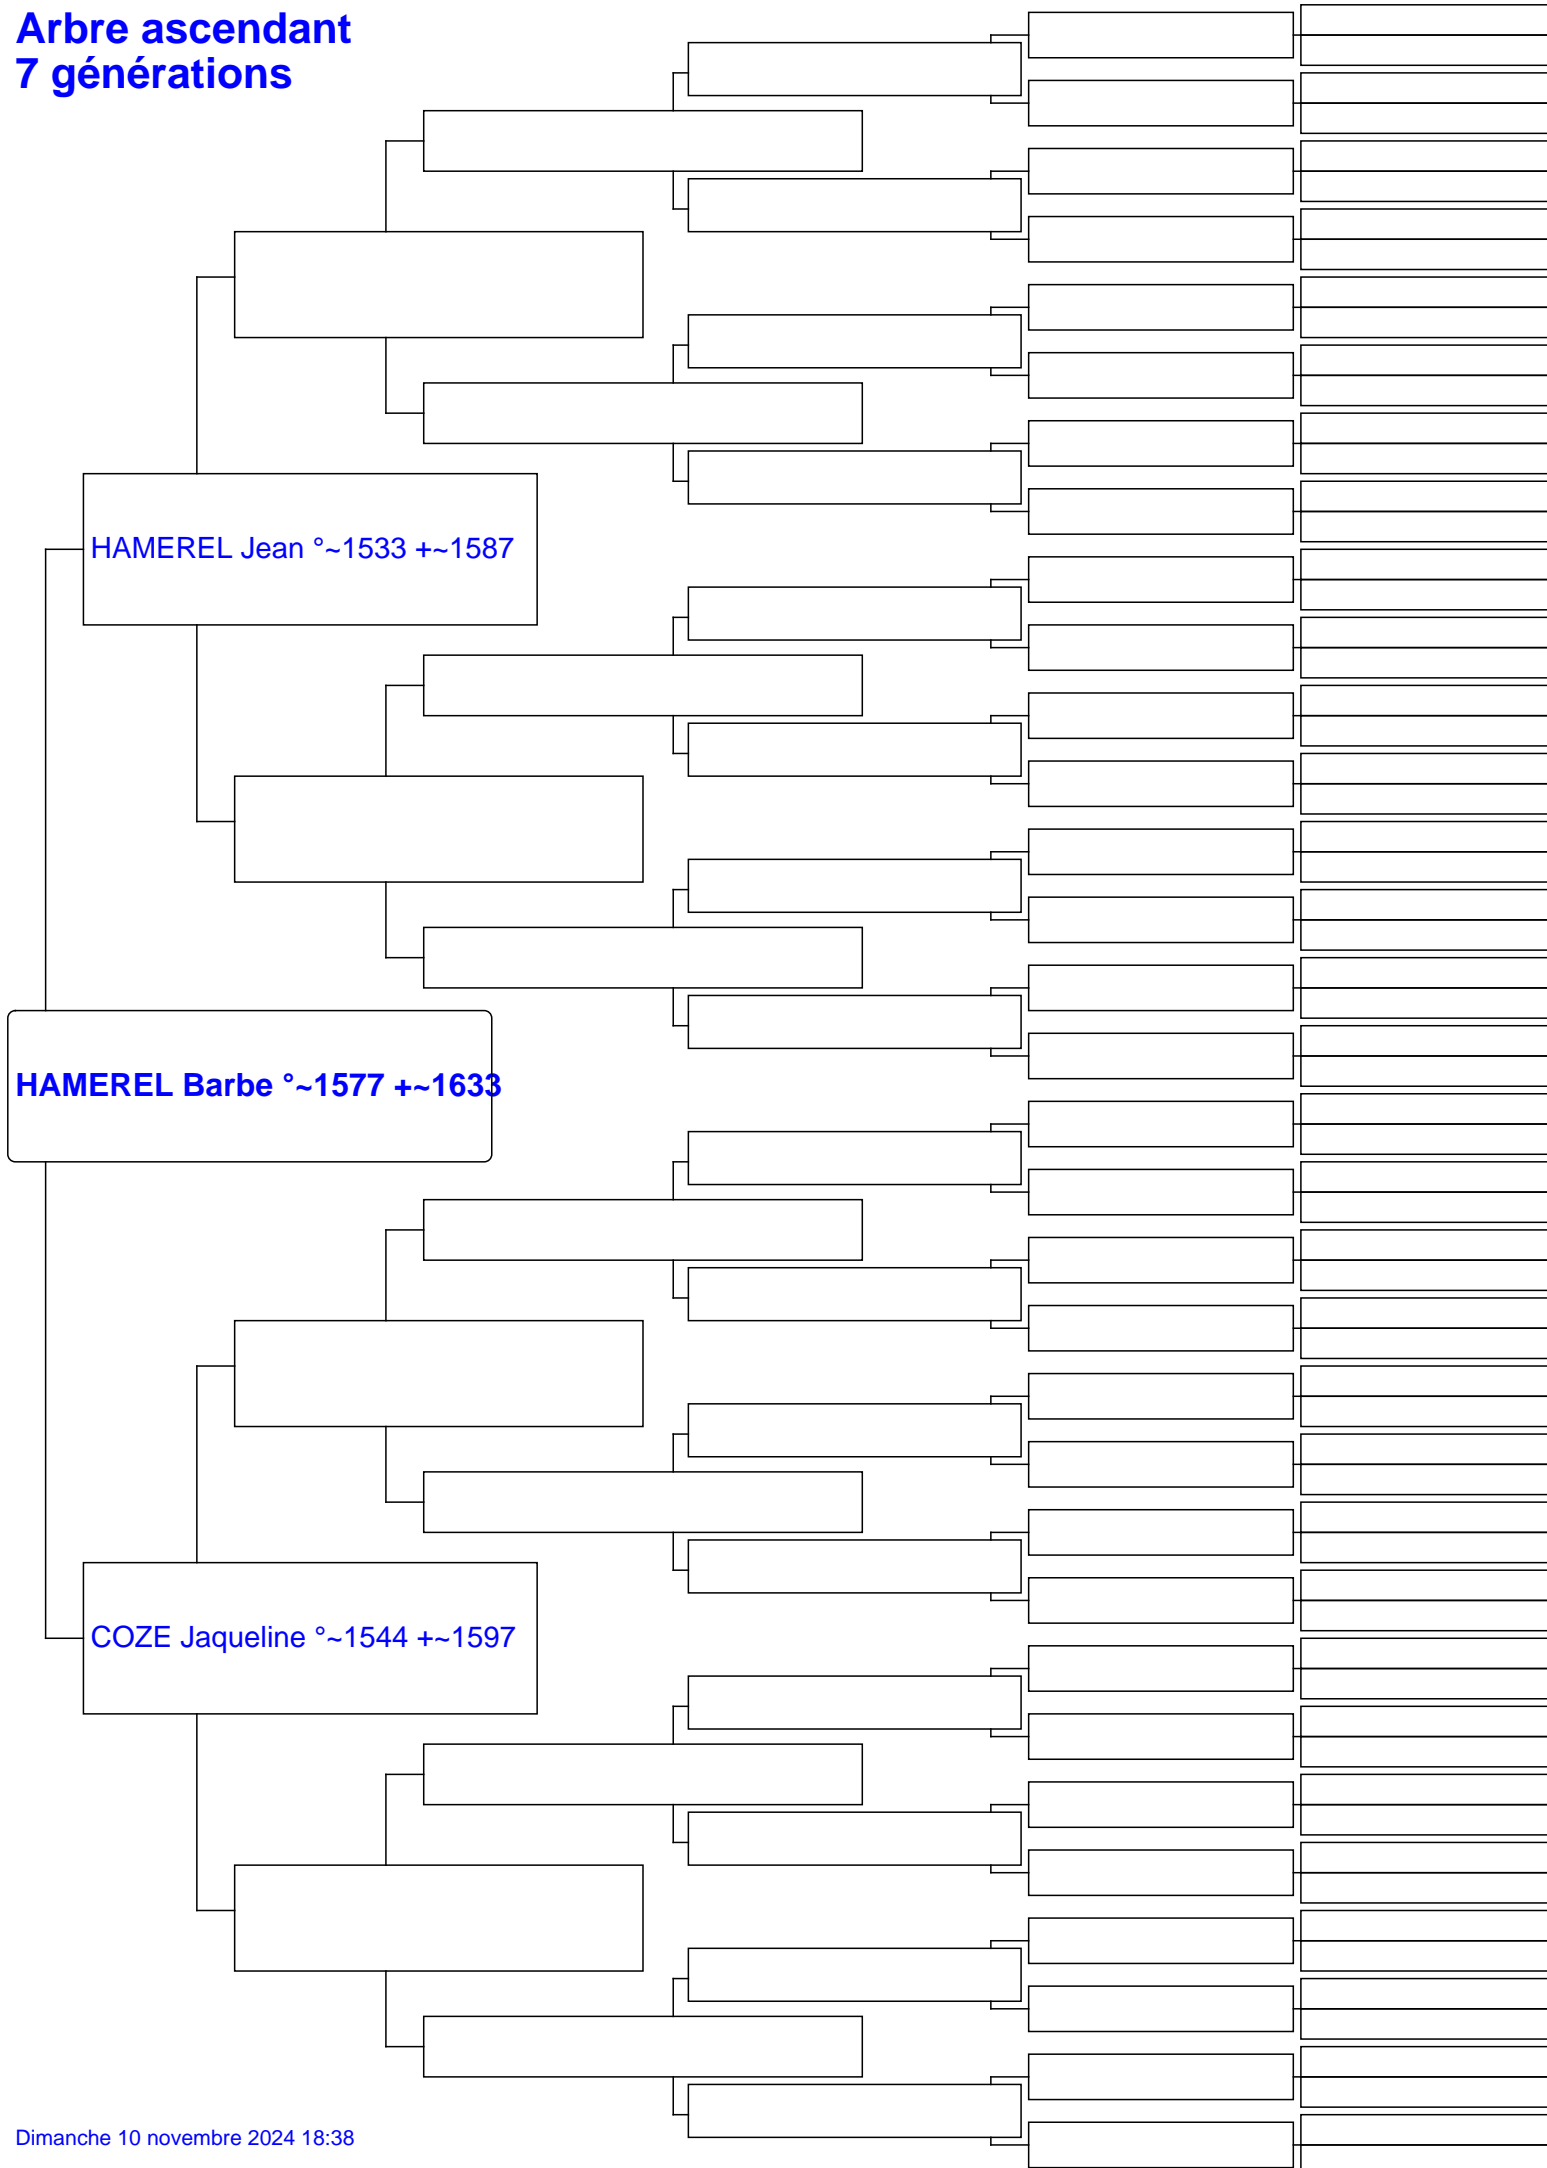 Arbre ascendant
7 générations
HAMEREL Jean °~1533 +~1587
HAMEREL Barbe °~1577 +~1633
COZE Jaqueline °~1544 +~1597
Dimanche 10 novembre 2024 18:38